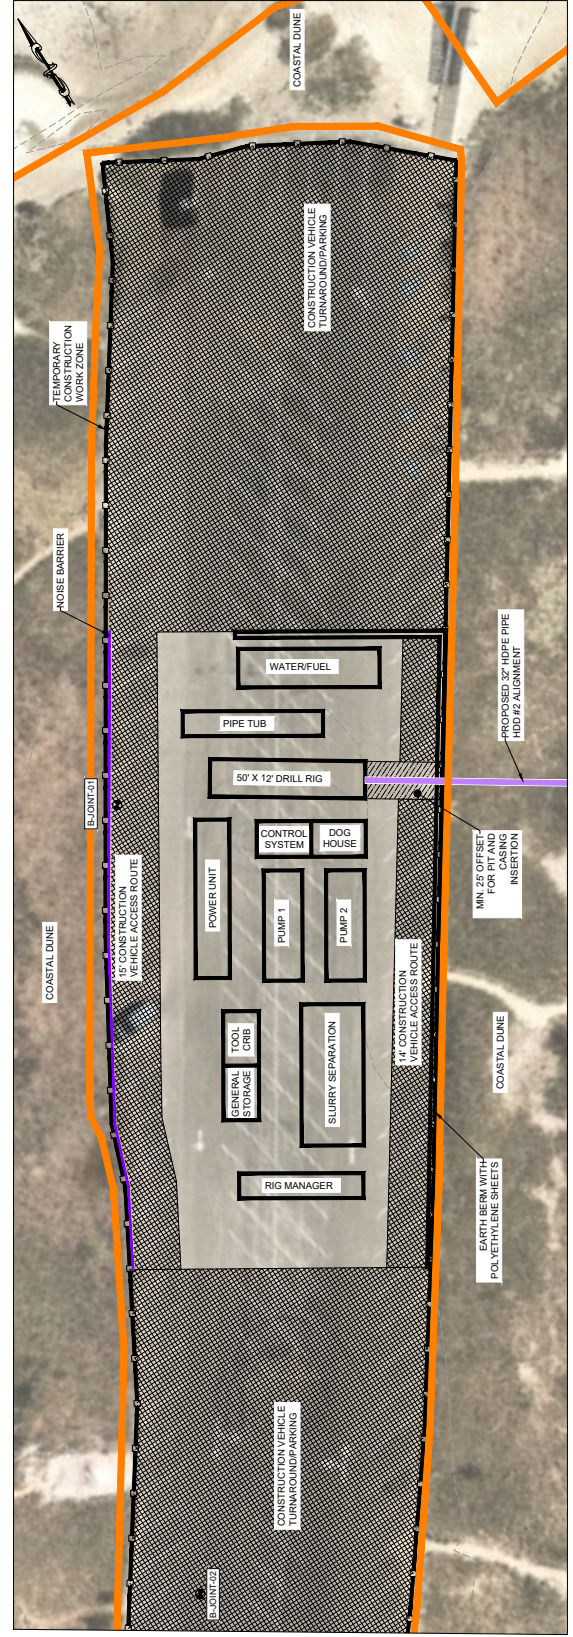 COASTAL DUNE
CONSTRUCTION VEHICLE
TURNAROUND/PARKING
TEMPORARY
CONSTRUCTION
WORK ZONE
NOISE BARRIER
WATER/FUEL
PIPE TUB
50' X 12' DRILL RIG
PROPOSED 32" HDPE PIPE
HDD #2 ALIGNMENT
B-JOINT-01
CONTROL
SYSTEM
DOG
HOUSE
POWER UNIT
PUMP 1
PUMP 2
MIN. 25' OFFSET
FOR PIT AND
CASING
INSERTION
15' CONSTRUCTION
VEHICLE ACCESS ROUTE
COASTAL DUNE
14' CONSTRUCTION
VEHICLE ACCESS ROUTE
COASTAL DUNE
TOOL
CRIB
GENERAL
STORAGE
SLURRY SEPARATION
RIG MANAGER
EARTH BERM WITH
POLYETHYLENE SHEETS
CONSTRUCTION VEHICLE
TURNAROUND/PARKING
B-JOINT-02